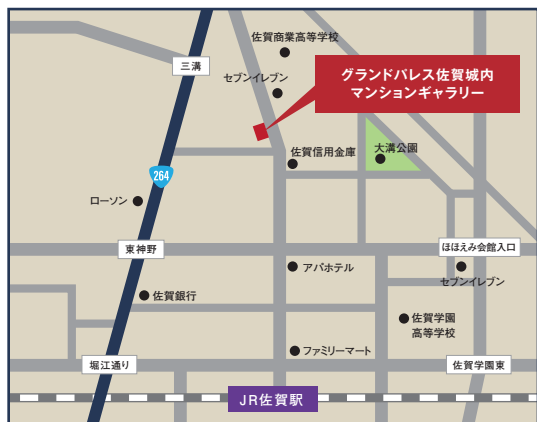 佐賀商業高等学校
三溝
セブンイレブン
グランドパレス佐賀城内
マンションギャラリー
佐賀信用金庫
大溝公園
264
ローソン
東神野
ほほえみ会館入口
アパホテル
セブンイレブン
佐賀銀行
佐賀学園
高等学校
ファミリーマート
堀江通り
佐賀学園東
JR佐賀駅